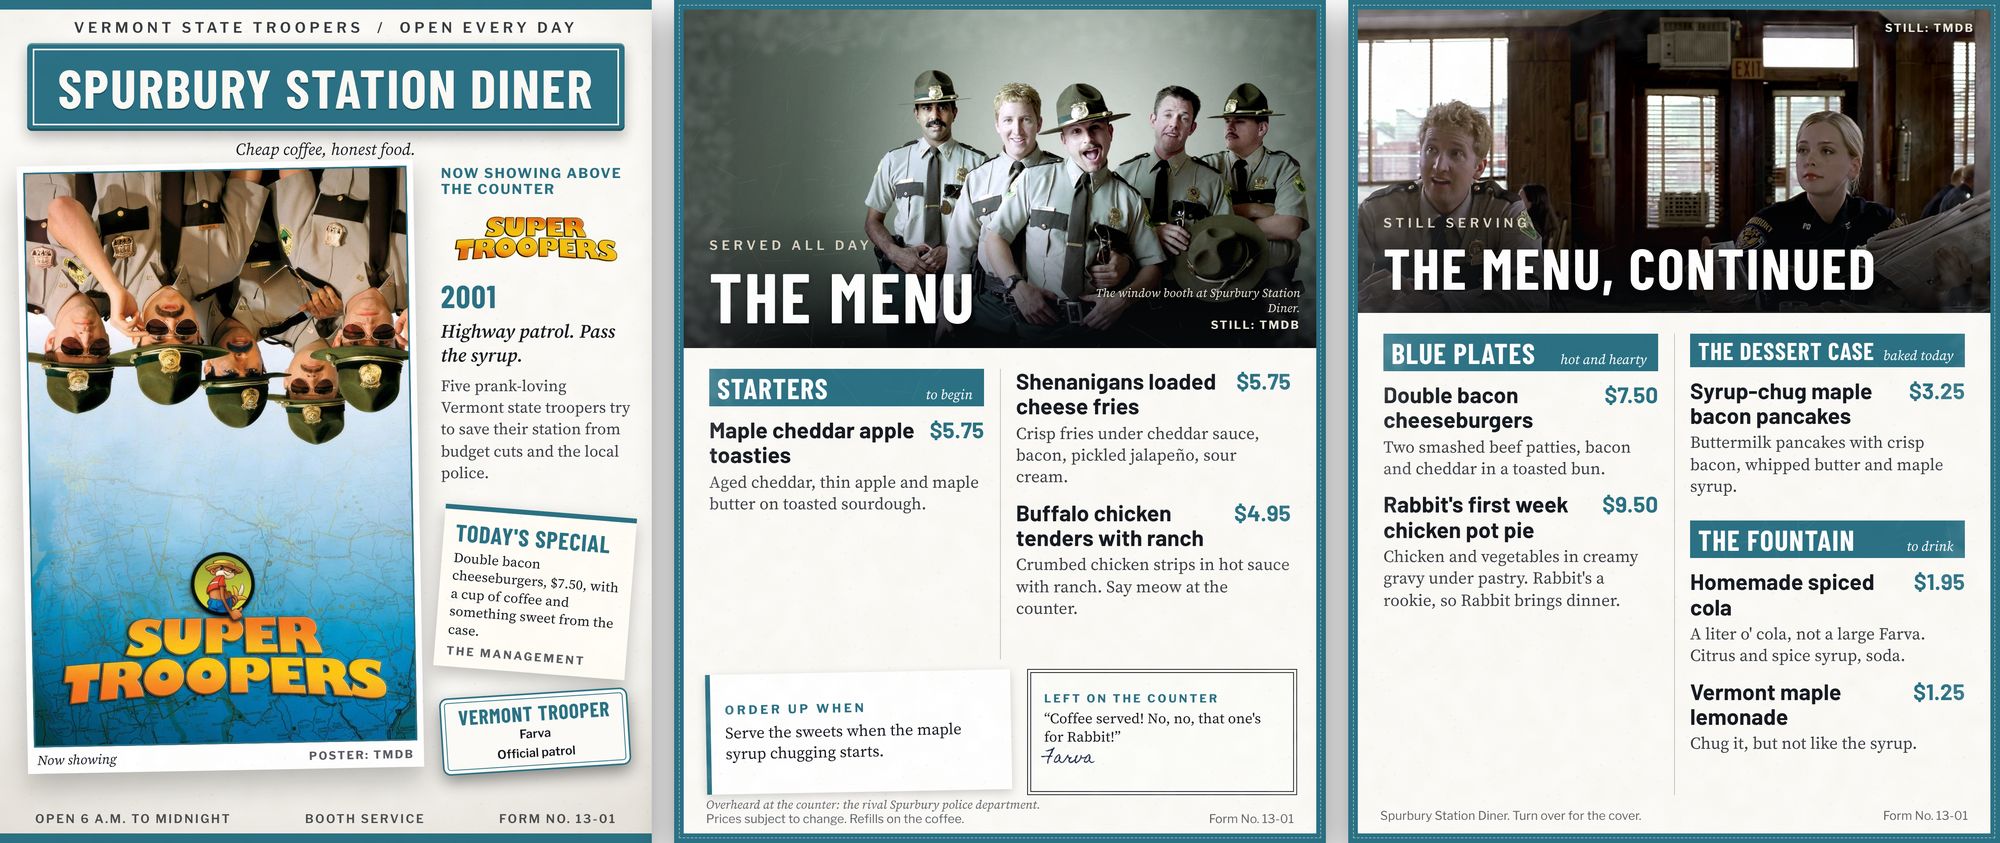 VERMONT STATE TROOPERS / OPEN EVERY DAY
SPURBURY STATION DINER
Cheap coffee, honest food.
NOW SHOWING ABOVE
THE COUNTER
SUPER
TROOPERS
2001
Highway patrol. Pass
the syrup.
Five prank-loving
Vermont state troopers try
to save their station from
budget cuts and the local
police.
TODAY'S SPECIAL
Double bacon
cheeseburgers, $7.50, with
a cup of coffee and
something sweet from the
case.
THE MANAGEMENT
VERMONT TROOPER
Farva
Official patrol
SUPER
TROOPERS
Now showing
POSTER: TMDB
OPEN 6 A.M. TO MIDNIGHT
BOOTH SERVICE
FORM NO. 13-01
SERVED ALL DAY
THE MENU
The window booth at Spurbury Station
Diner.
STILL: TMDB
STARTERS to begin
Maple cheddar apple $5.75
toasties
Aged cheddar, thin apple and maple
butter on toasted sourdough.
Shenanigans loaded $5.75
cheese fries
Crisp fries under cheddar sauce,
bacon, pickled jalapeño, sour
cream.
Buffalo chicken $4.95
tenders with ranch
Crumbed chicken strips in hot sauce
with ranch. Say meow at the
counter.
ORDER UP WHEN
Serve the sweets when the maple
syrup chugging starts.
LEFT ON THE COUNTER
“Coffee served! No, no, that one's
for Rabbit!”
Farva
Overheard at the counter: the rival Spurbury police department.
Prices subject to change. Refills on the coffee.
Form No. 13-01
STILL: TMDB
EXIT
PD
STILL SERVING
THE MENU, CONTINUED
BLUE PLATES hot and hearty
Double bacon $7.50
cheeseburgers
Two smashed beef patties, bacon
and cheddar in a toasted bun.
Rabbit's first week $9.50
chicken pot pie
Chicken and vegetables in creamy
gravy under pastry. Rabbit's a
rookie, so Rabbit brings dinner.
THE DESSERT CASE baked today
Syrup-chug maple $3.25
bacon pancakes
Buttermilk pancakes with crisp
bacon, whipped butter and maple
syrup.
THE FOUNTAIN to drink
Homemade spiced $1.95
cola
A liter o' cola, not a large Farva.
Citrus and spice syrup, soda.
Vermont maple $1.25
lemonade
Chug it, but not like the syrup.
Spurbury Station Diner. Turn over for the cover.
Form No. 13-01